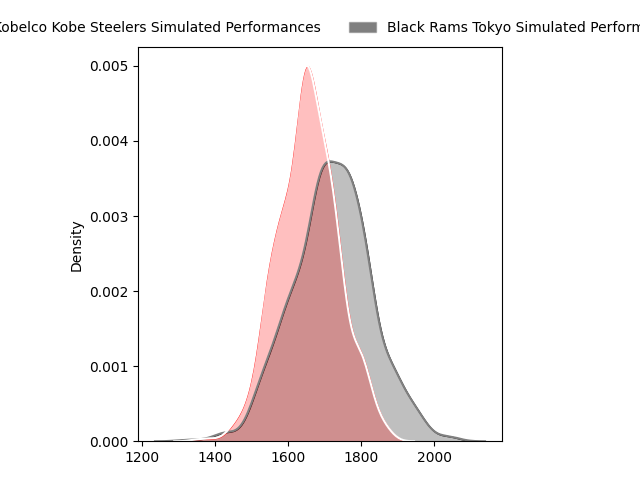 Kobelco Kobe Steelers Simulated Performances
Black Rams Tokyo Simulated Perform
0.005
0.004
0.003
0.002
0.001
0.000
Density
1200 1400 1600 1800 2000